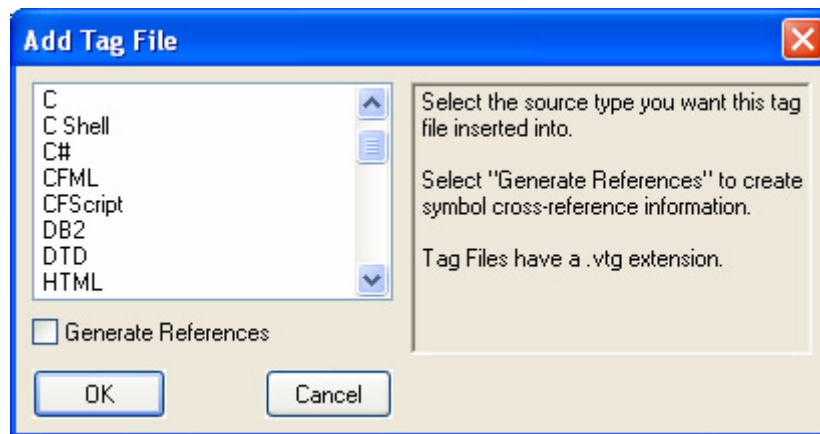 Add Tag File
C
C Shell
C#
CFML
CFScript
DB2
DTD
HTML
Select the source type you want this tag
file inserted into.
Select "Generate References" to create
symbol cross-reference information.
Tag Files have a .vtg extension.
Generate References
OK
Cancel